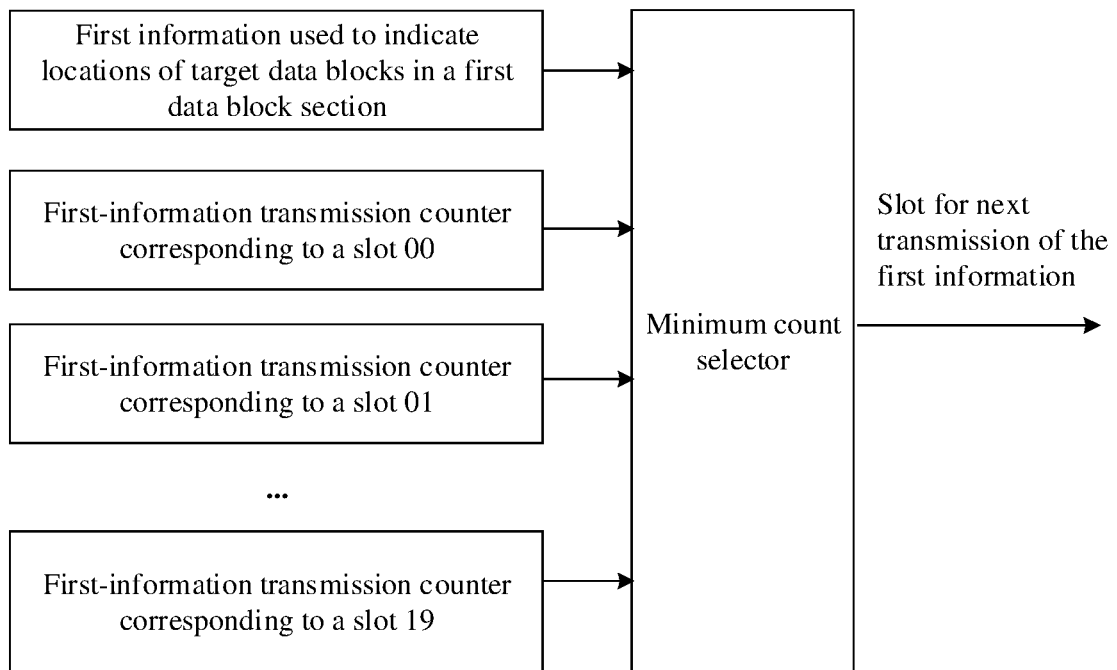 First information used to indicate
locations of target data blocks in a first
data block section
First-information transmission counter
corresponding to a slot 00
First-information transmission counter
corresponding to a slot 01
...
First-information transmission counter
corresponding to a slot 19
Minimum count
selector
Slot for next
transmission of the
first information